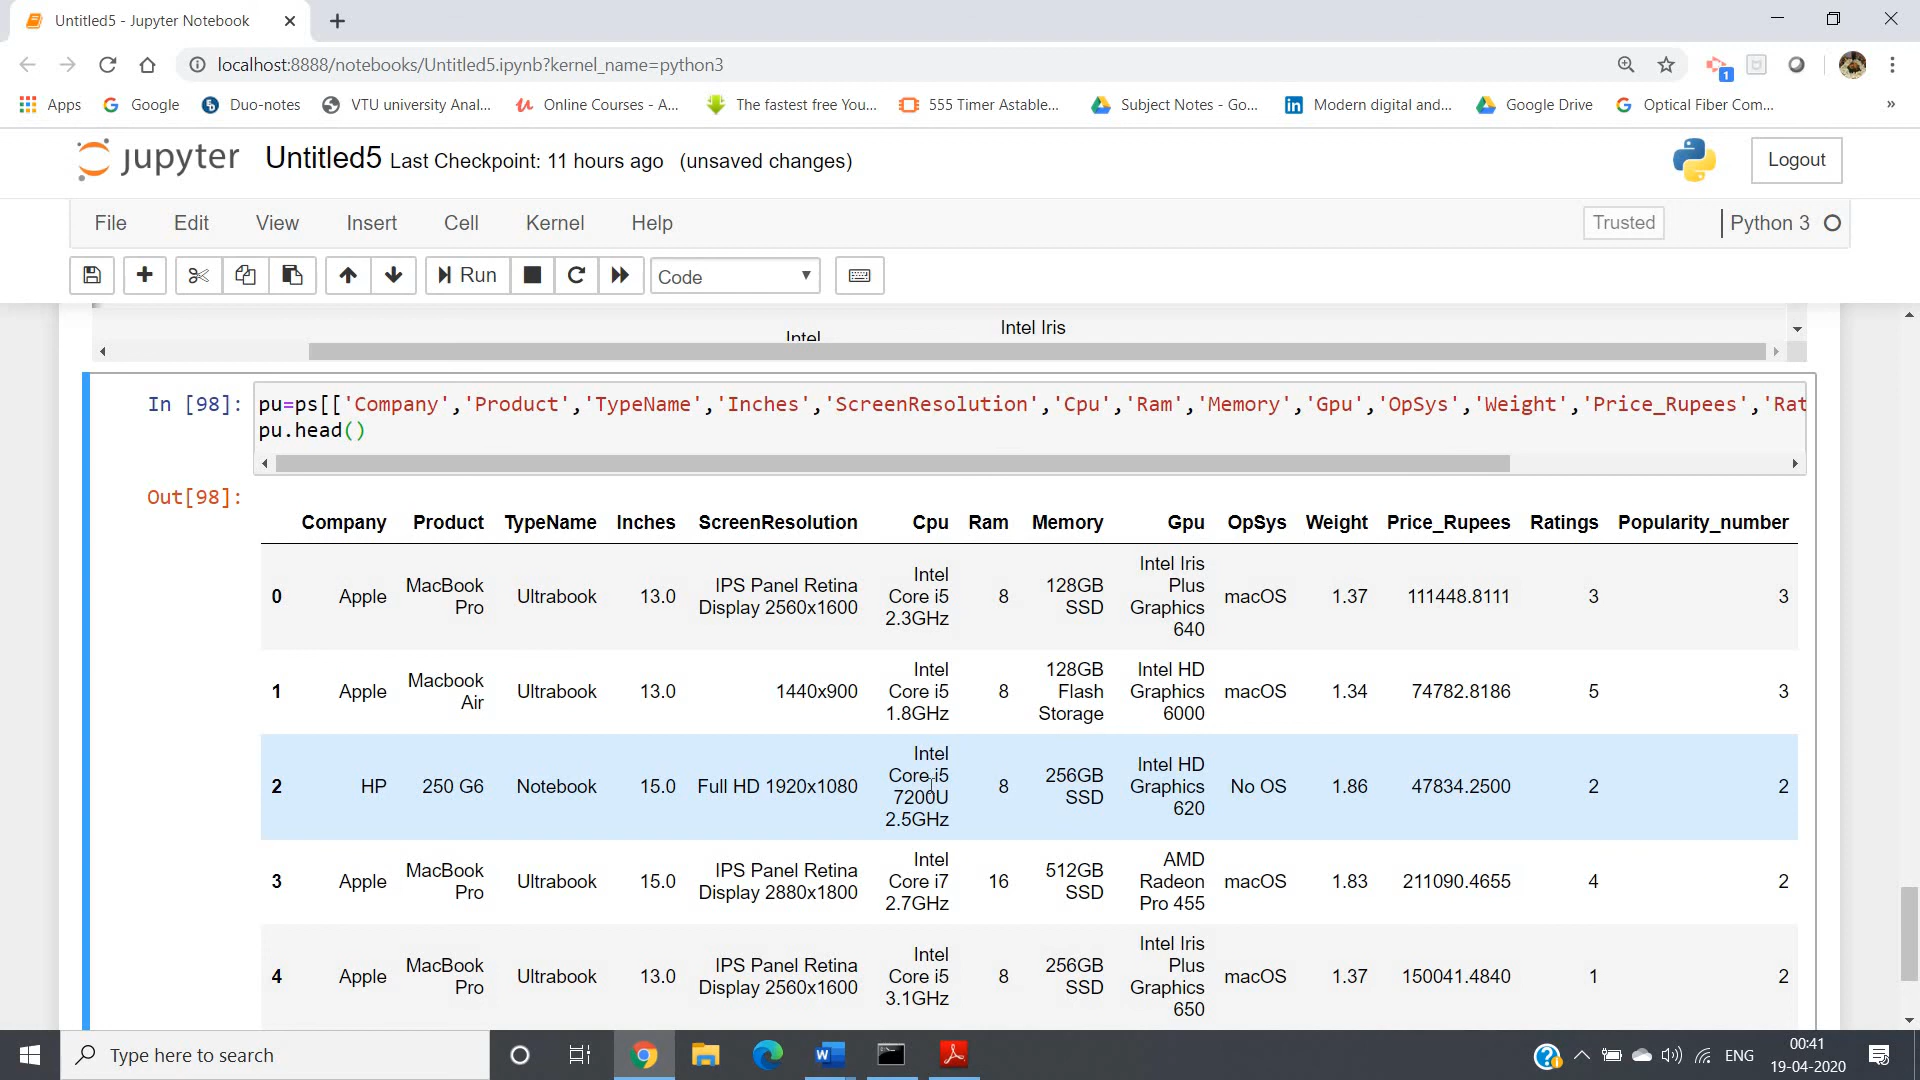 Untitled5 - Jupyter Notebook
localhost:8888/notebooks/Untitled5.ipynb?kernel_name=python3
1
Apps Google Duo-notes VTU university Anal... Online Courses - A... The fastest free You... 555 Timer Astable... Subject Notes - Go... Modern digital and... Google Drive Optical Fiber Com... »
jupyter Untitled5 Last Checkpoint: 11 hours ago (unsaved changes) Logout
File Edit View Insert Cell Kernel Help Trusted Python 3
Run Code
Intel Iris
Intel
In [98]: pu=ps[['Company','Product','TypeName','Inches','ScreenResolution','Cpu','Ram','Memory','Gpu','OpSys','Weight','Price_Rupees','Rat
pu.head()
Out[98]:
Company Product TypeName Inches ScreenResolution Cpu Ram Memory Gpu OpSys Weight Price_Rupees Ratings Popularity_number
0 Apple MacBook Pro Ultrabook 13.0 IPS Panel Retina Display 2560x1600 Intel Core i5 2.3GHz 8 128GB SSD Intel Iris Plus Graphics 640 macOS 1.37 111448.8111 3 3
1 Apple Macbook Air Ultrabook 13.0 1440x900 Intel Core i5 1.8GHz 8 128GB Flash Storage Intel HD Graphics 6000 macOS 1.34 74782.8186 5 3
2 HP 250 G6 Notebook 15.0 Full HD 1920x1080 Intel Core i5 7200U 2.5GHz 8 256GB SSD Intel HD Graphics 620 No OS 1.86 47834.2500 2 2
3 Apple MacBook Pro Ultrabook 15.0 IPS Panel Retina Display 2880x1800 Intel Core i7 2.7GHz 16 512GB SSD AMD Radeon Pro 455 macOS 1.83 211090.4655 4 2
4 Apple MacBook Pro Ultrabook 13.0 IPS Panel Retina Display 2560x1600 Intel Core i5 3.1GHz 8 256GB SSD Intel Iris Plus Graphics 650 macOS 1.37 150041.4840 1 2
Type here to search
ENG
00:41
19-04-2020